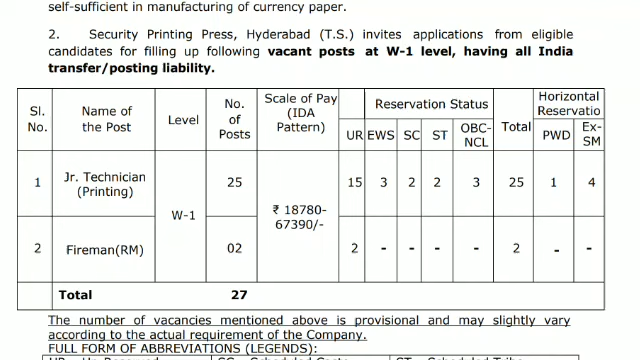 self-sufficient in manufacturing of currency paper.
2. Security Printing Press, Hyderabad (T.S.) invites applications from eligible
candidates for filling up following vacant posts at W-1 level, having all India
transfer/posting liability.
Sl. No. Name of the Post Level No. of Posts Scale of Pay (IDA Pattern) Reservation Status Total Horizontal Reservatio
UR EWS SC ST OBC-NCL PWD Ex-SM
1 Jr. Technician (Printing) W-1 25 ₹ 18780-67390/- 15 3 2 2 3 25 1 4
2 Fireman(RM) 02 2 - - - - 2 - -
Total 27
The number of vacancies mentioned above is provisional and may slightly vary
according to the actual requirement of the Company.
FULL FORM OF ABBREVIATIONS (LEGENDS):